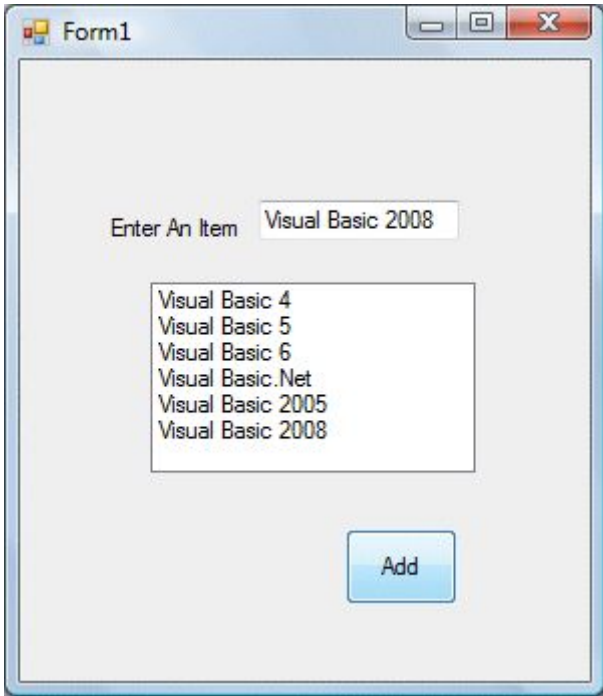 Form1
Enter An Item Visual Basic 2008
Visual Basic 4
Visual Basic 5
Visual Basic 6
Visual Basic.Net
Visual Basic 2005
Visual Basic 2008
Add